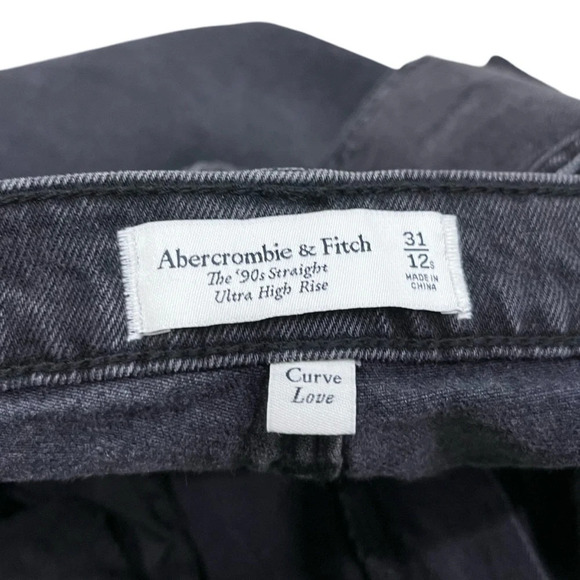 Abercrombie & Fitch
The '90s Straight
Ultra High Rise
31
12s
MADE IN
CHINA
Curve
Love